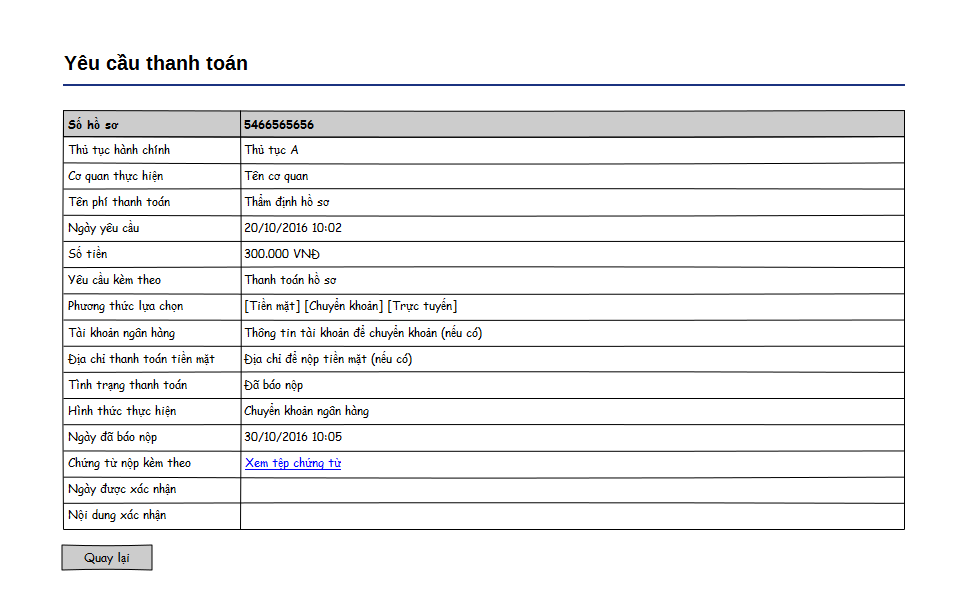 Yêu cầu thanh toán
Số hồ sơ 5466565656
Thủ tục hành chính Thủ tục A
Cơ quan thực hiện Tên cơ quan
Tên phí thanh toán Thẩm định hồ sơ
Ngày yêu cầu 20/10/2016 10:02
Số tiền 300.000 VNĐ
Yêu cầu kèm theo Thanh toán hồ sơ
Phương thức lựa chọn [Tiền mặt] [Chuyển khoản] [Trực tuyến]
Tài khoản ngân hàng Thông tin tài khoản để chuyển khoản (nếu có)
Địa chỉ thanh toán tiền mặt Địa chỉ để nộp tiền mặt (nếu có)
Tình trạng thanh toán Đã báo nộp
Hình thức thực hiện Chuyển khoản ngân hàng
Ngày đã báo nộp 30/10/2016 10:05
Chứng từ nộp kèm theo Xem tệp chứng từ
Ngày được xác nhận
Nội dung xác nhận
Quay lại